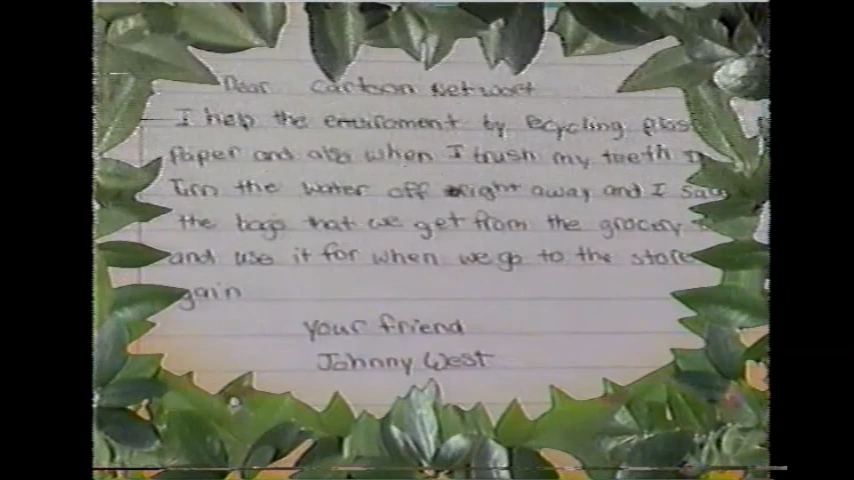 Dear Cartoon Network
I help the enviroment by recycling plas
paper and also when I brush my teeth I
turn the water off right away and I save
the bags that we get from the grocery
and use it for when we go to the store
gain
your friend
Johnny West